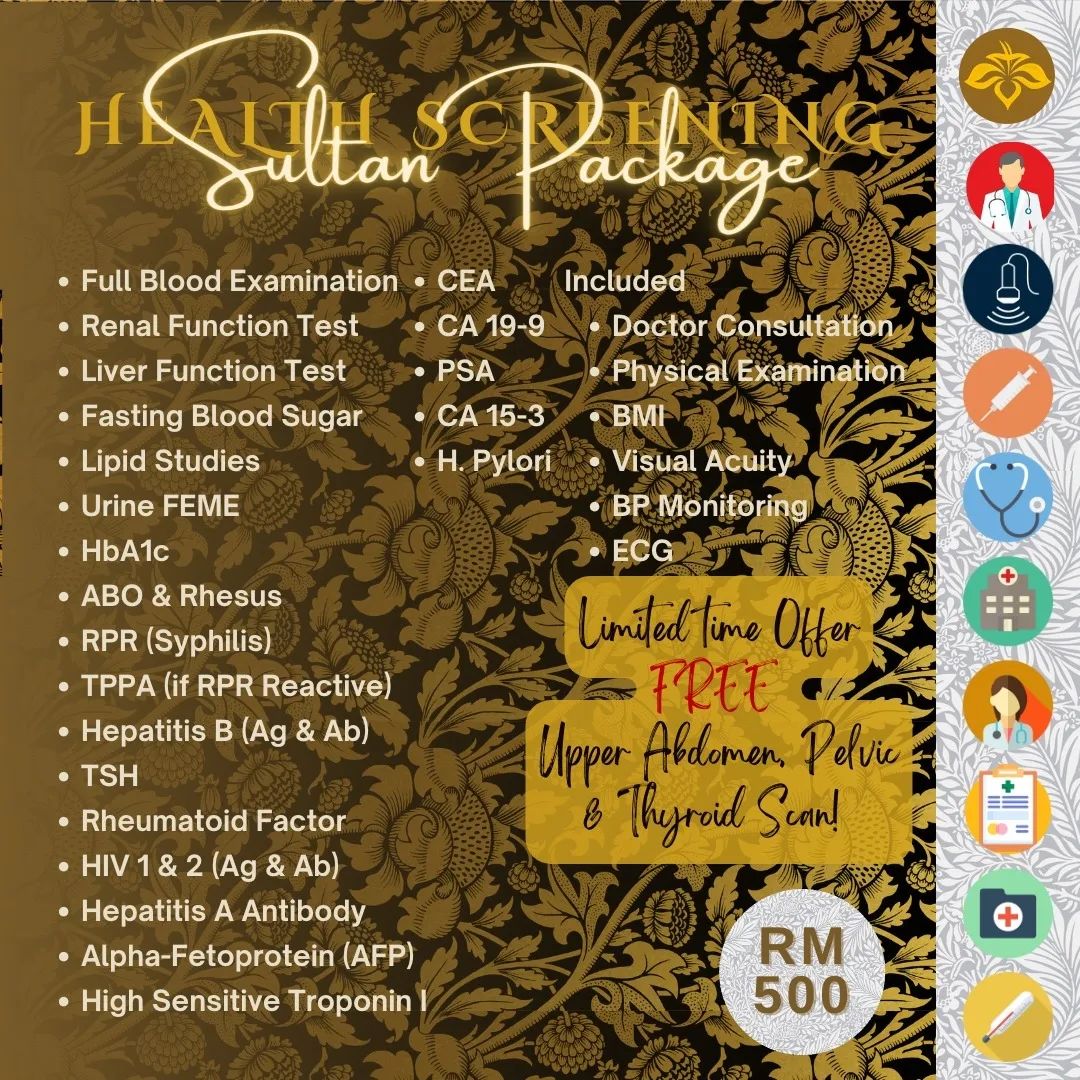 HEALTH SCREENING
Sultan Package
• Full Blood Examination
• Renal Function Test
• Liver Function Test
• Fasting Blood Sugar
• Lipid Studies
• Urine FEME
• HbA1c
• ABO & Rhesus
• RPR (Syphilis)
• TPPA (if RPR Reactive)
• Hepatitis B (Ag & Ab)
• TSH
• Rheumatoid Factor
• HIV 1 & 2 (Ag & Ab)
• Hepatitis A Antibody
• Alpha-Fetoprotein (AFP)
• High Sensitive Troponin I
• CEA
• CA 19-9
• PSA
• CA 15-3
• H. Pylori
Included
• Doctor Consultation
• Physical Examination
• BMI
• Visual Acuity
• BP Monitoring
• ECG
Limited Time Offer
FREE
Upper Abdomen, Pelvic
& Thyroid Scan!
RM
500